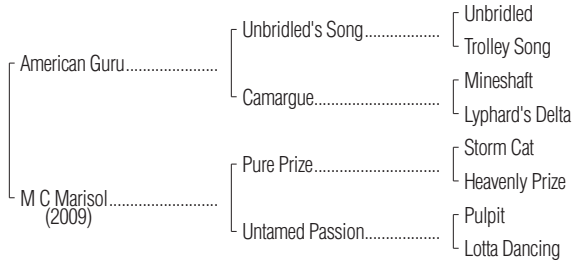 Unbridled
Unbridled's Song
Trolley Song
American Guru
Mineshaft
Camargue
Lyphard's Delta
Storm Cat
Pure Prize
Heavenly Prize
M C Marisol
(2009)
Pulpit
Untamed Passion
Lotta Dancing